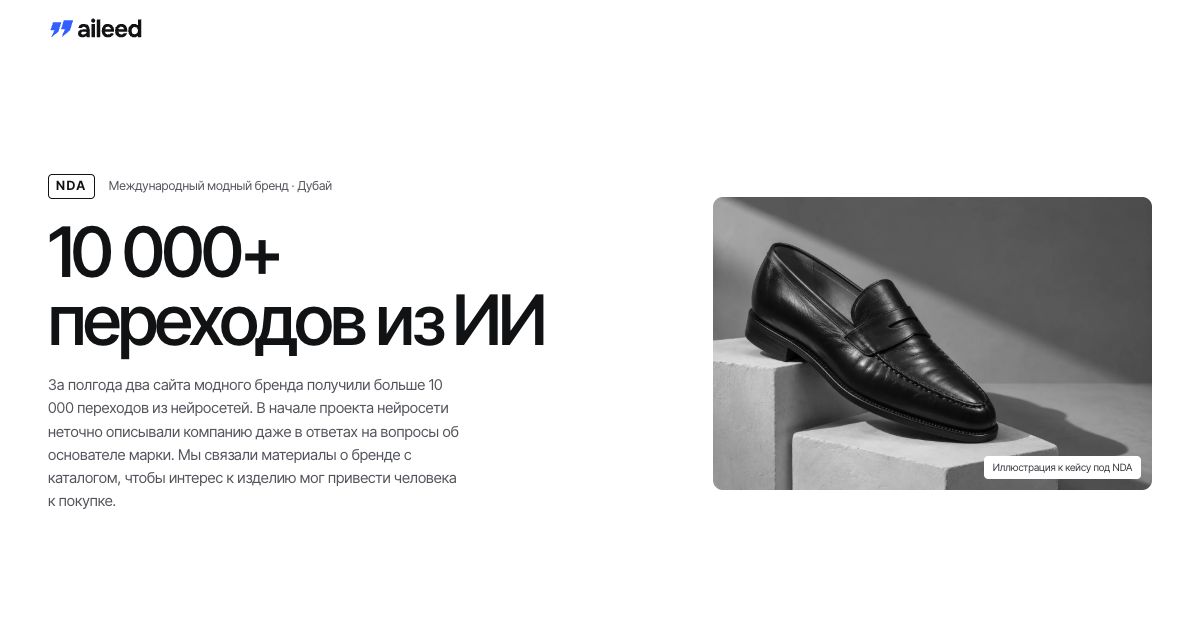 aileed
NDA
Международный модный бренд · Дубай
10 000+
переходов из ИИ
За полгода два сайта модного бренда получили больше 10
000 переходов из нейросетей. В начале проекта нейросети
неточно описывали компанию даже в ответах на вопросы об
основателе марки. Мы связали материалы о бренде с
каталогом, чтобы интерес к изделию мог привести человека
к покупке.
Иллюстрация к кейсу под NDA